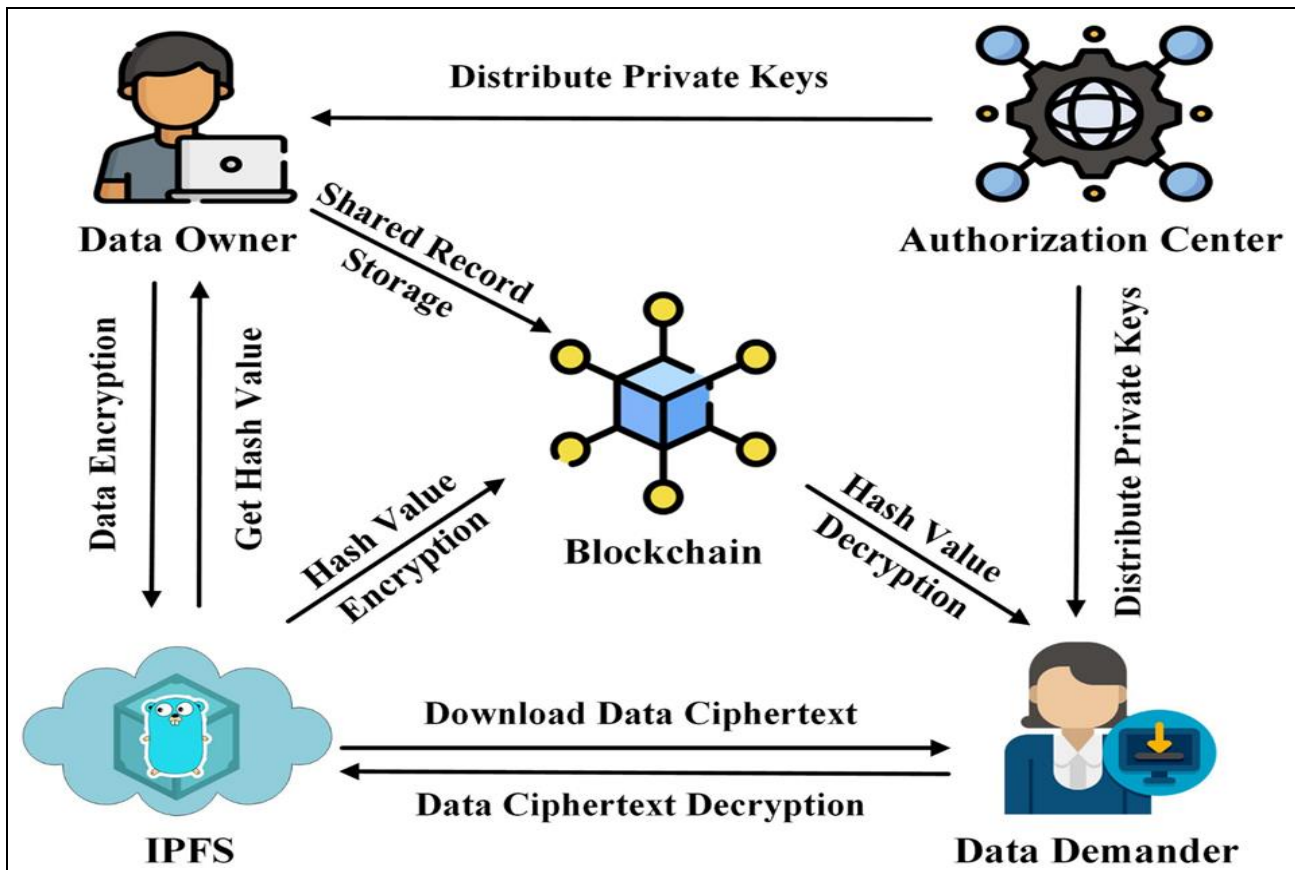 Distribute Private Keys
Data Owner
Authorization Center
Shared Record
Storage
Data Encryption
Get Hash Value
Distribute Private Keys
Hash Value
Encryption
Blockchain
Hash Value
Decryption
Download Data Ciphertext
Data Ciphertext Decryption
IPFS
Data Demander